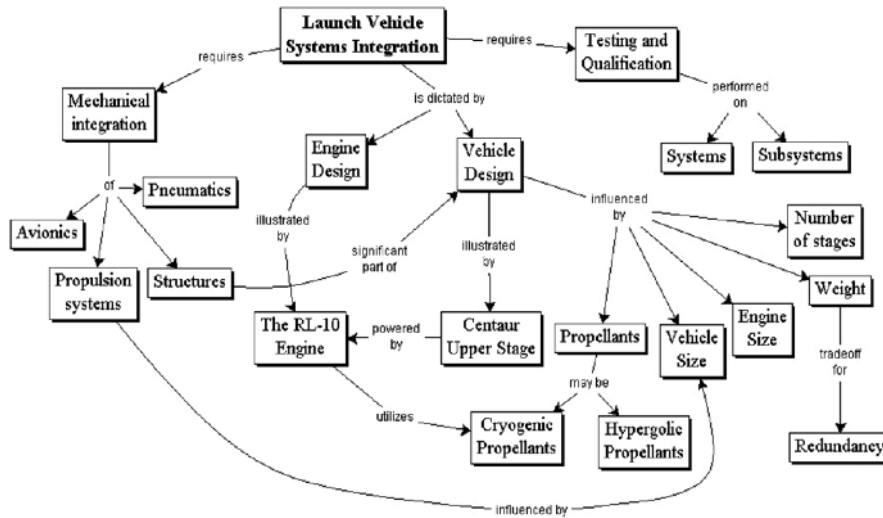 Launch Vehicle
Systems Integration
requires
requires
Testing and
Qualification
Mechanical
integration
is dictated by
performed
on
Engine
Design
Vehicle
Design
Systems
Subsystems
of
Pneumatics
Avionics
illustrated
by
significant
part of
illustrated
by
influenced
by
Number
of stages
Propulsion
systems
Structures
Weight
The RL-10
Engine
powered
by
Centaur
Upper Stage
Propellants
Vehicle
Size
Engine
Size
tradeoff
for
may be
utilizes
Cryogenic
Propellants
Hypergolic
Propellants
Redundancy
influenced by